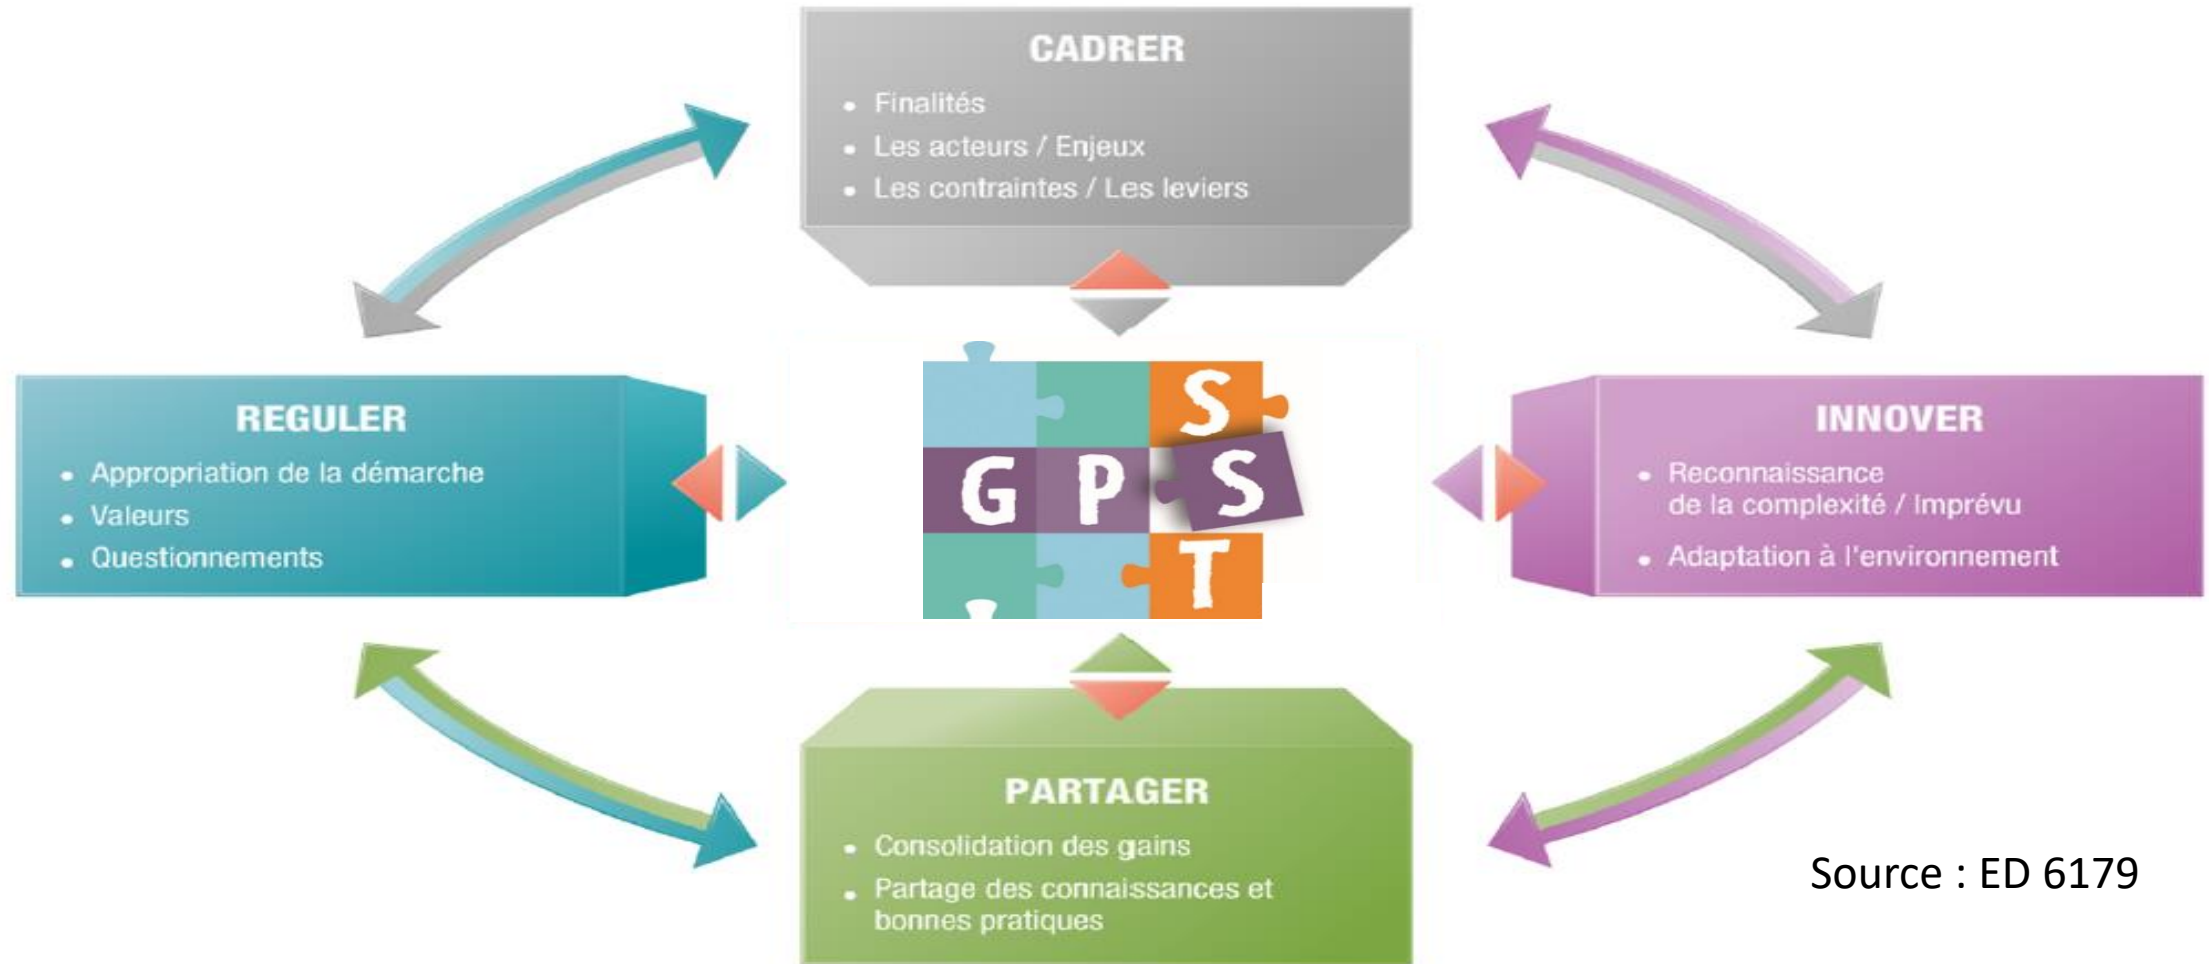 CADRER
• Finalités
• Les acteurs / Enjeux
• Les contraintes / Les leviers
REGULER
• Appropriation de la démarche
• Valeurs
• Questionnements
S
G P S
T
INNOVER
• Reconnaissance
de la complexité / Imprévu
• Adaptation à l'environnement
PARTAGER
• Consolidation des gains
• Partage des connaissances et
bonnes pratiques
Source : ED 6179